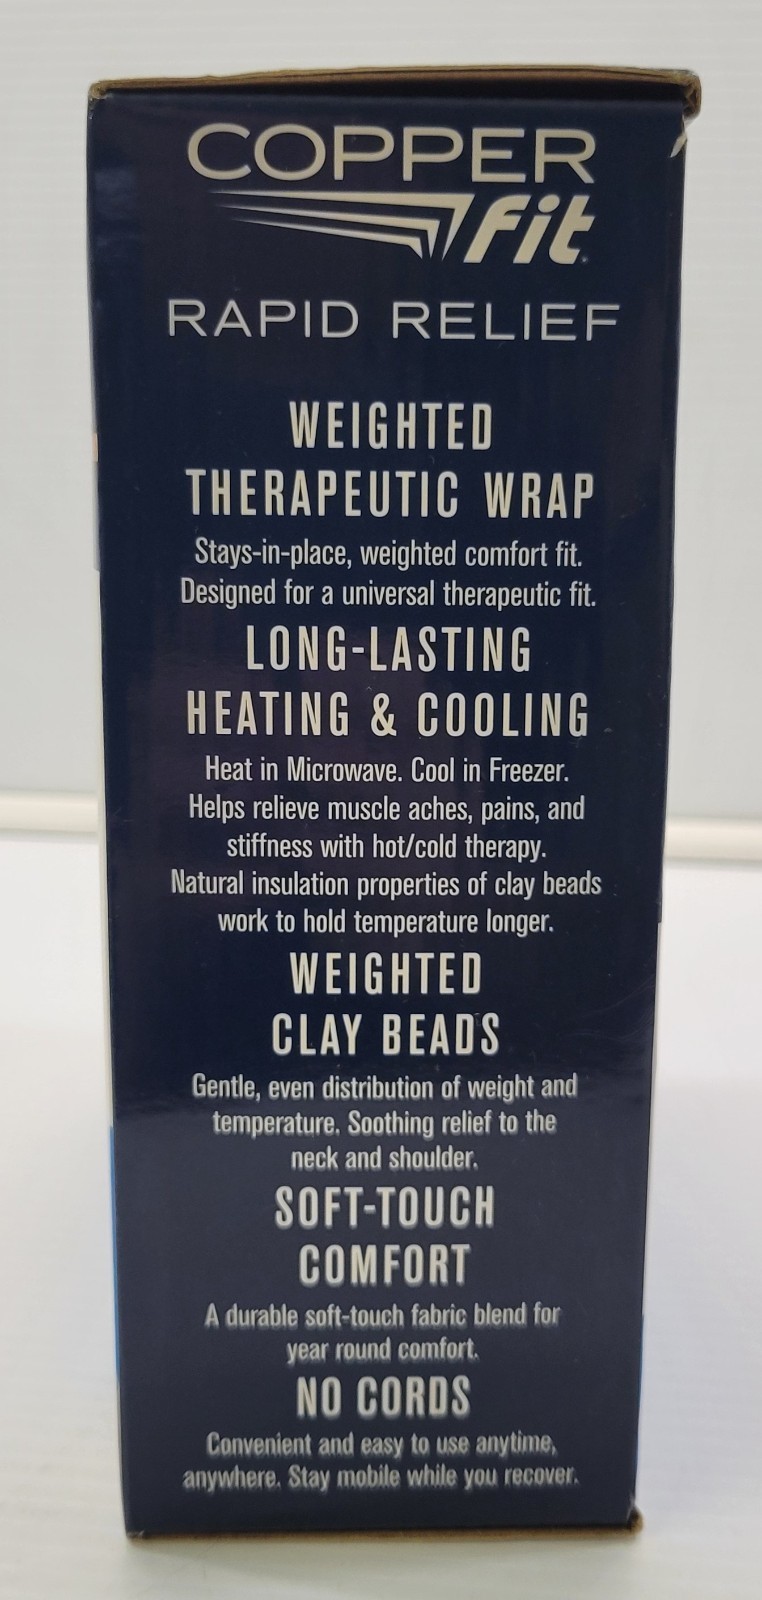 COPPER
fit
RAPID RELIEF
WEIGHTED
THERAPEUTIC WRAP
Stays-in-place, weighted comfort fit.
Designed for a universal therapeutic fit.
LONG-LASTING
HEATING & COOLING
Heat in Microwave. Cool in Freezer.
Helps relieve muscle aches, pains, and
stiffness with hot/cold therapy.
Natural insulation properties of clay beads
work to hold temperature longer.
WEIGHTED
CLAY BEADS
Gentle, even distribution of weight and
temperature. Soothing relief to the
neck and shoulder.
SOFT-TOUCH
COMFORT
A durable soft-touch fabric blend for
year round comfort.
NO CORDS
Convenient and easy to use anytime,
anywhere. Stay mobile while you recover.